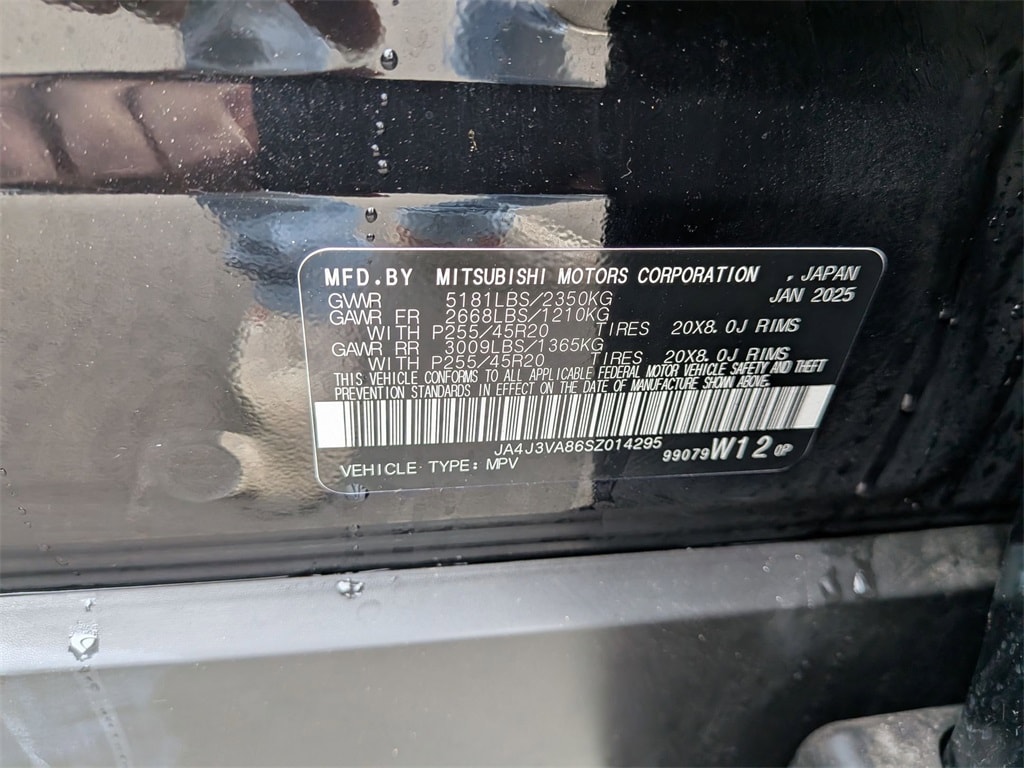 MFD. BY MITSUBISHI MOTORS CORPORATION , JAPAN
JAN 2025
GVWR 5181LBS/2350KG
GAWR FR 2668LBS/1210KG
WITH P255/45R20 TIRES 20X8.0J RIMS
GAWR RR 3009LBS/1365KG
WITH P255/45R20 TIRES 20X8.0J RIMS
THIS VEHICLE CONFORMS TO ALL APPLICABLE FEDERAL MOTOR VEHICLE SAFETY AND THEFT
PREVENTION STANDARDS IN EFFECT ON THE DATE OF MANUFACTURE SHOWN ABOVE.
JA4J3VA86SZ014295
99079W12 0P
VEHICLE TYPE: MPV